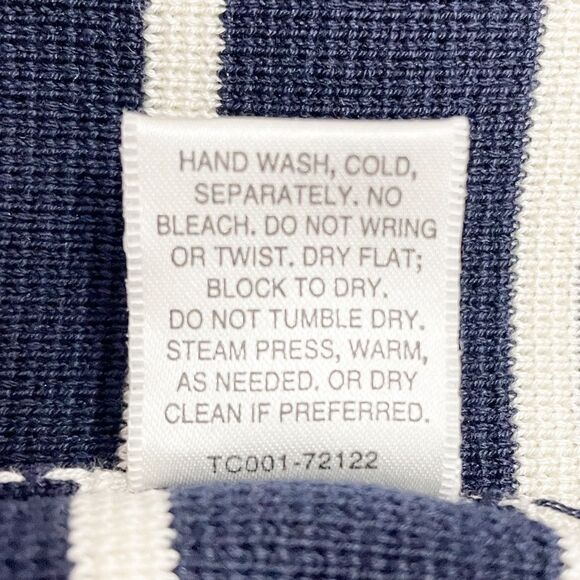 HAND WASH, COLD,
SEPARATELY. NO
BLEACH. DO NOT WRING
OR TWIST. DRY FLAT;
BLOCK TO DRY.
DO NOT TUMBLE DRY.
STEAM PRESS, WARM,
AS NEEDED. OR DRY
CLEAN IF PREFERRED.
TC001-72122